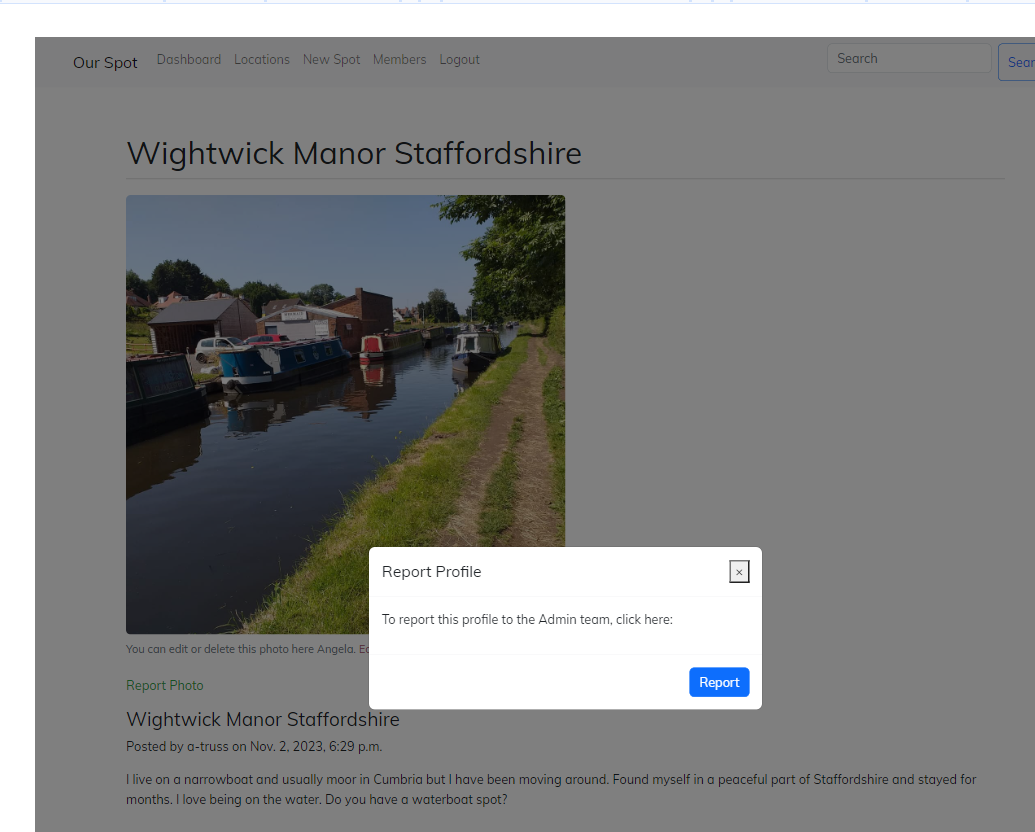 Our Spot Dashboard Locations New Spot Members Logout Search Sear
Wightwick Manor Staffordshire
Report Profile ×
To report this profile to the Admin team, click here:
Report
You can edit or delete this photo here Angela.
Report Photo
Wightwick Manor Staffordshire
Posted by a-truss on Nov. 2, 2023, 6:29 p.m.
I live on a narrowboat and usually moor in Cumbria but I have been moving around. Found myself in a peaceful part of Staffordshire and stayed for
months. I love being on the water. Do you have a waterboat spot?